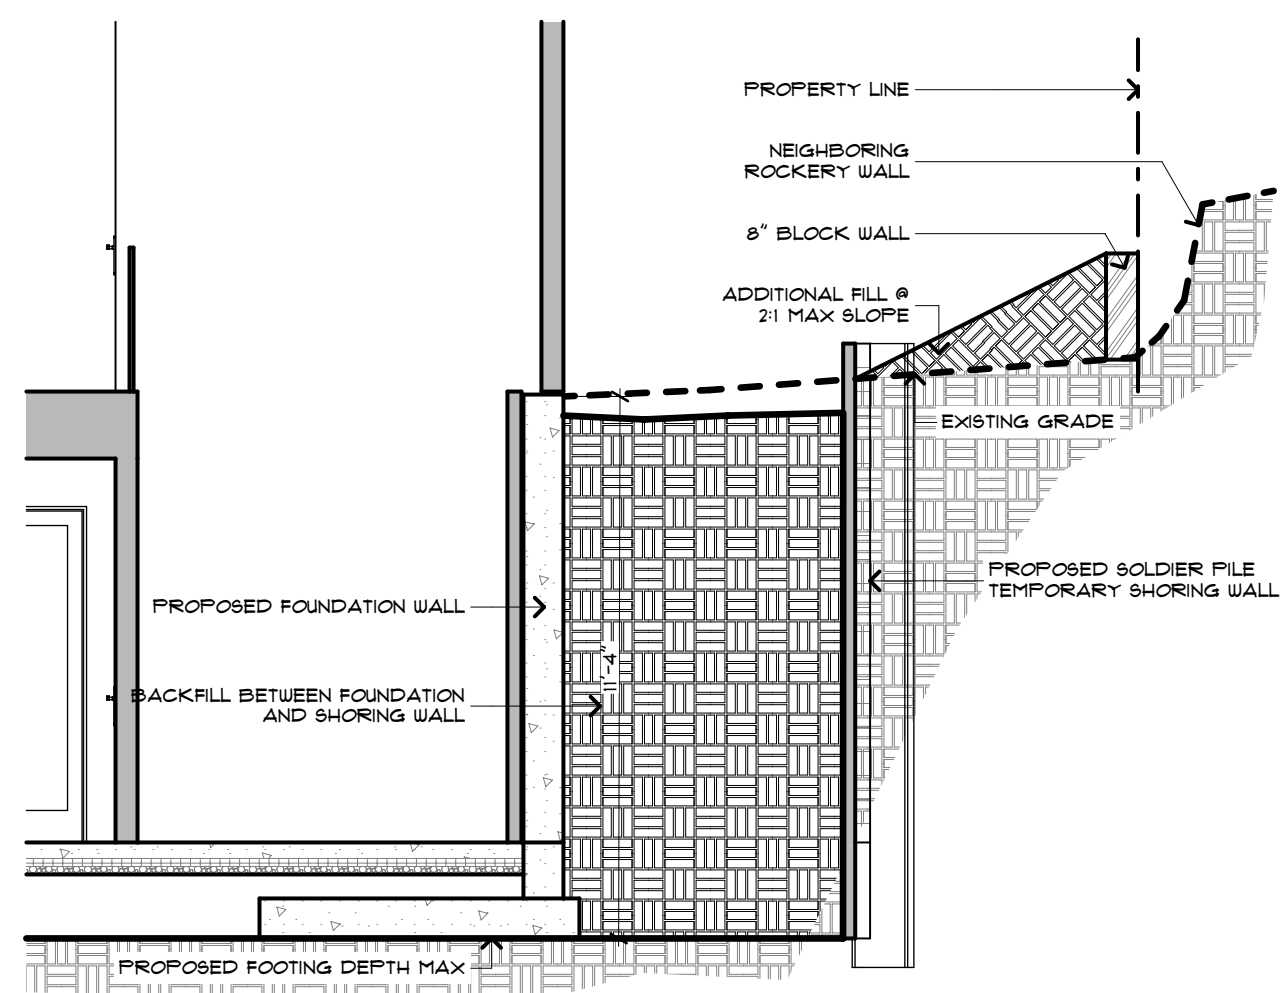 PROPERTY LINE
NEIGHBORING
ROCKERY WALL
8" BLOCK WALL
ADDITIONAL FILL @
2:1 MAX SLOPE
EXISTING GRADE
PROPOSED SOLDIER PILE
TEMPORARY SHORING WALL
PROPOSED FOUNDATION WALL
11'-4"
BACKFILL BETWEEN FOUNDATION
AND SHORING WALL
PROPOSED FOOTING DEPTH MAX